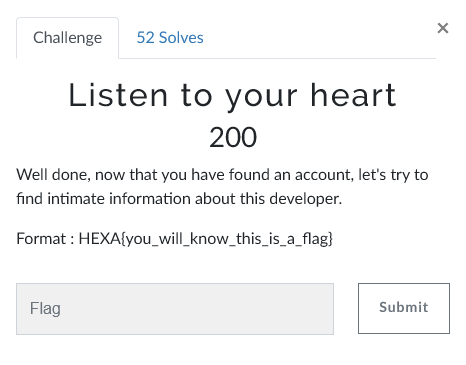 Challenge
52 Solves
×
Listen to your heart
200
Well done, now that you have found an account, let's try to
find intimate information about this developer.
Format : HEXA{you_will_know_this_is_a_flag}
Flag
Submit